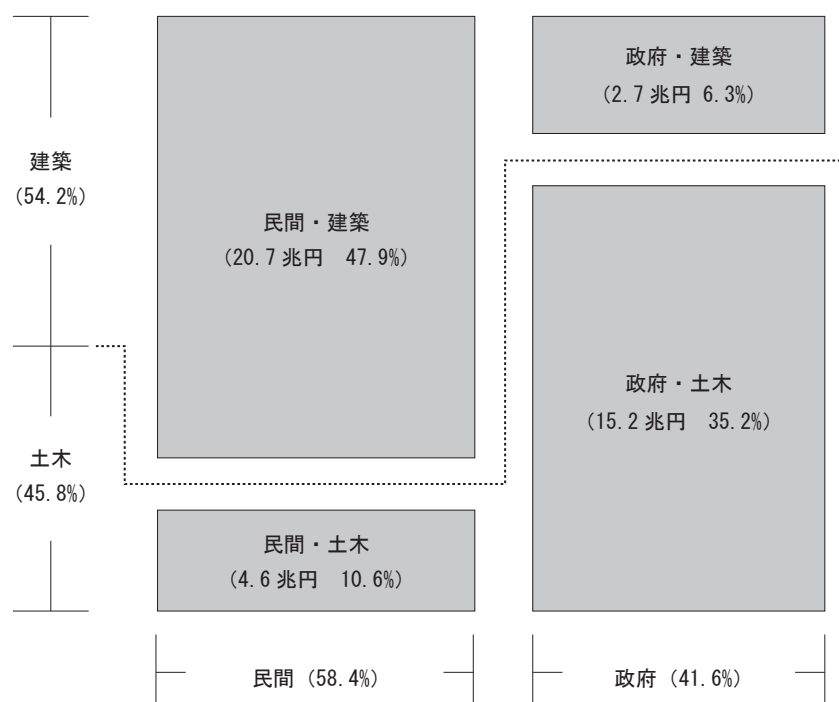 政府・建築
(2.7 兆円 6.3%)
建築
(54.2%)
民間・建築
(20.7 兆円 47.9%)
政府・土木
(15.2 兆円 35.2%)
土木
(45.8%)
民間・土木
(4.6 兆円 10.6%)
民間 (58.4%)
政府 (41.6%)